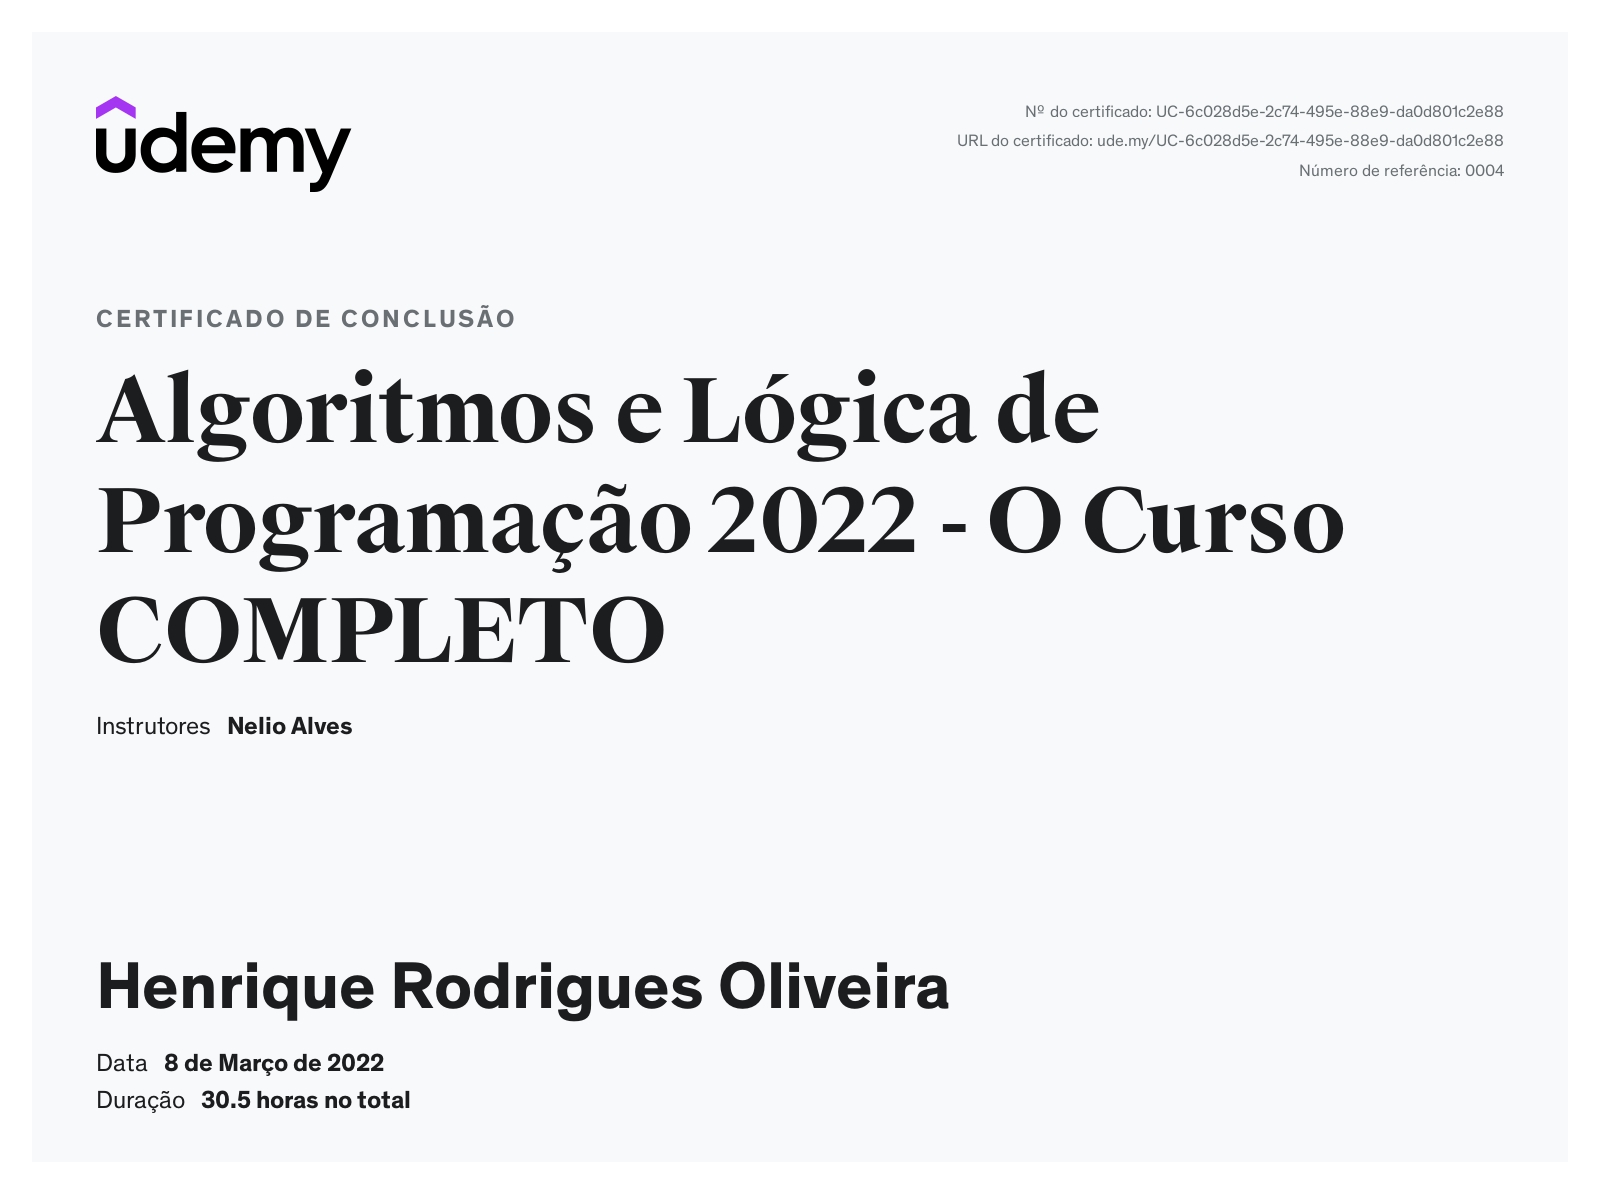 udemy
Nº do certificado: UC-6c028d5e-2c74-495e-88e9-da0d801c2e88
URL do certificado: ude.my/UC-6c028d5e-2c74-495e-88e9-da0d801c2e88
Número de referência: 0004
CERTIFICADO DE CONCLUSÃO
Algoritmos e Lógica de
Programação 2022 - O Curso
COMPLETO
Instrutores Nelio Alves
Henrique Rodrigues Oliveira
Data 8 de Março de 2022
Duração 30.5 horas no total